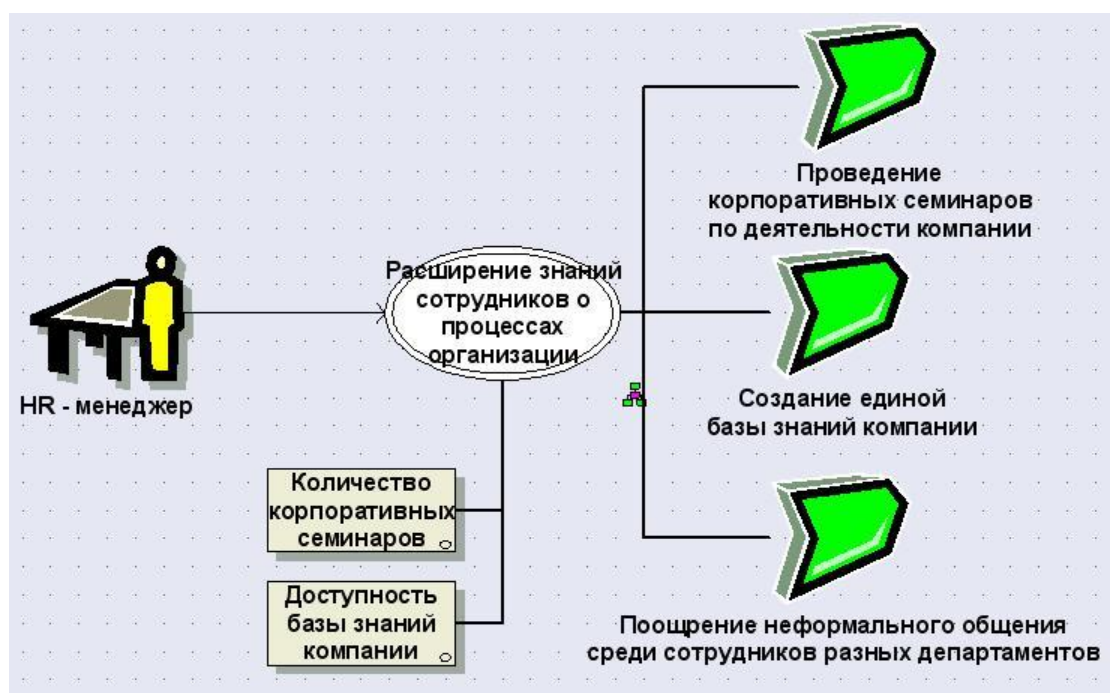 Проведение
корпоративных семинаров
по деятельности компании
Расширение знаний
сотрудников о
процессах
организации
HR - менеджер
Создание единой
базы знаний компании
Количество
корпоративных
семинаров
Доступность
базы знаний
компании
Поощрение неформального общения
среди сотрудников разных департаментов